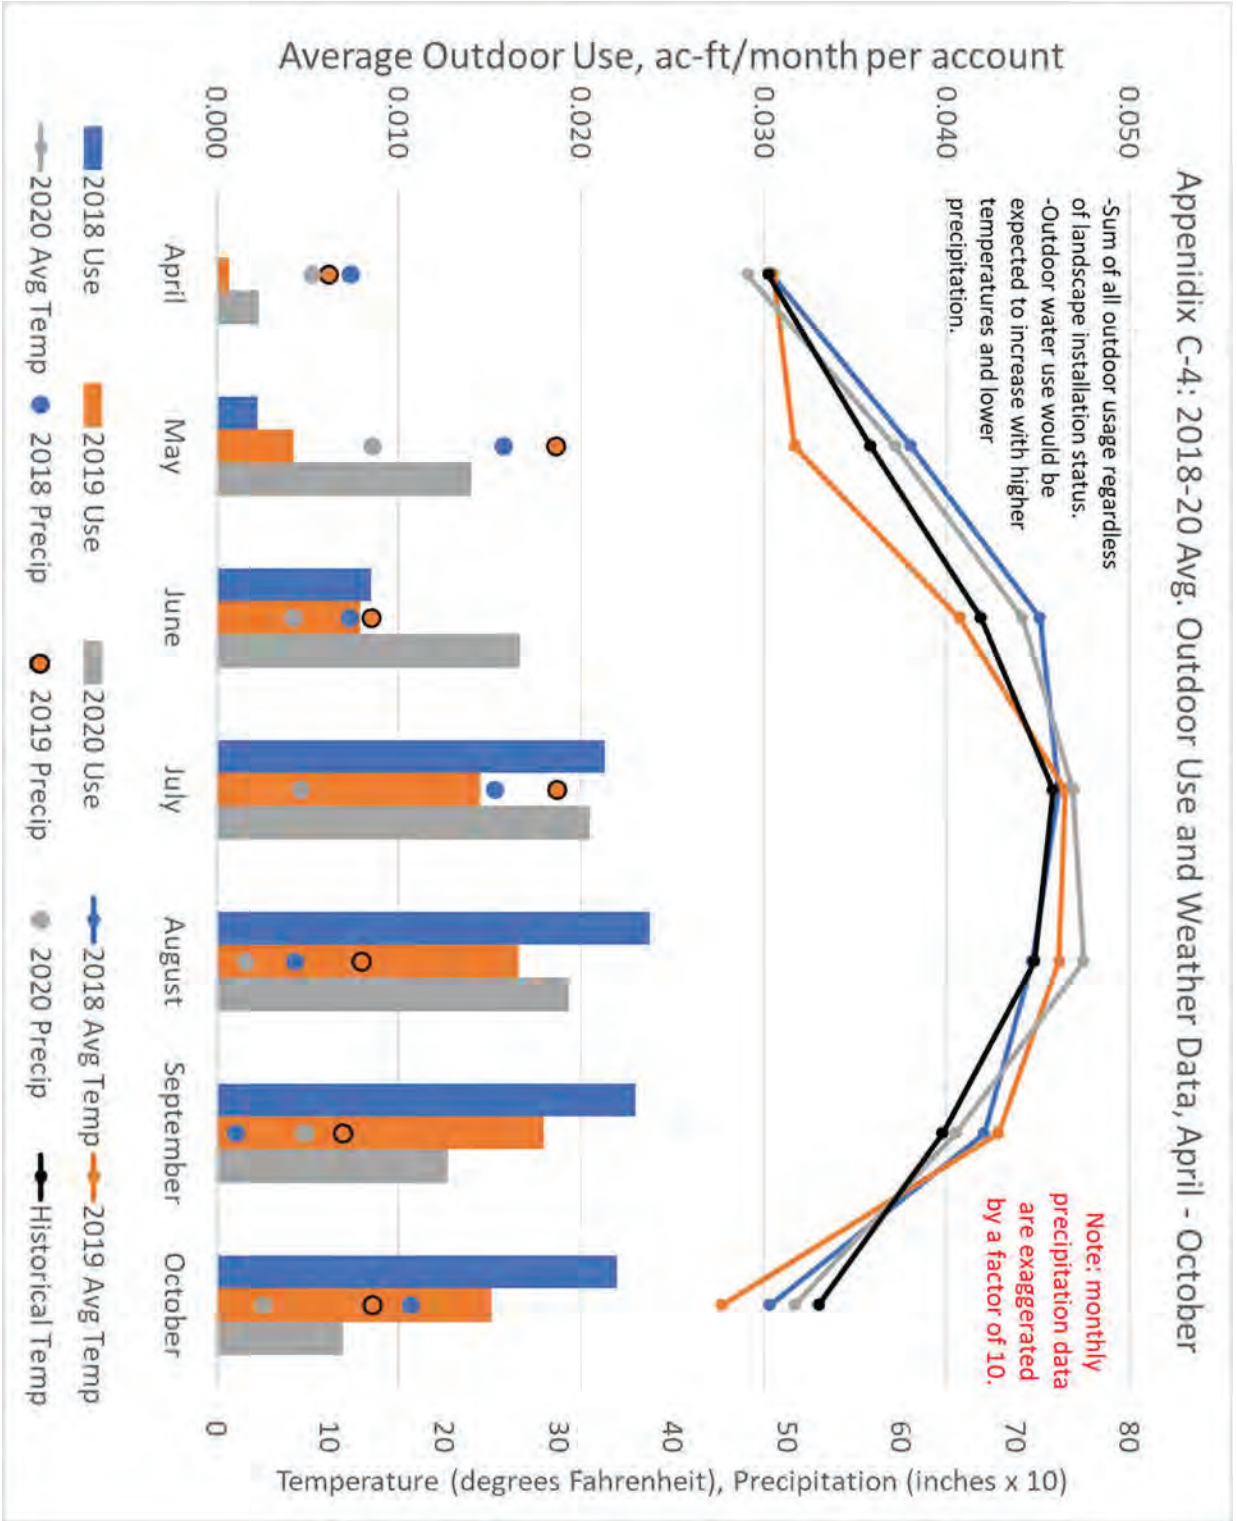 Appenidix C-4: 2018-20 Avg. Outdoor Use and Weather Data, April - October
Average Outdoor Use, ac-ft/month per account
0.050
0.040
0.030
0.020
0.010
0.000
-Sum of all outdoor usage regardless
of landscape installation status.
-Outdoor water use would be
expected to increase with higher
temperatures and lower
precipitation.
Note: monthly
precipitation data
are exaggerated
by a factor of 10.
80
70
60
50
40
30
20
10
0
Temperature (degrees Fahrenheit), Precipitation (inches x 10)
April
May
June
July
August
September
October
2018 Use
2019 Use
2020 Use
2018 Avg Temp
2019 Avg Temp
2020 Avg Temp
2018 Precip
2019 Precip
2020 Precip
Historical Temp